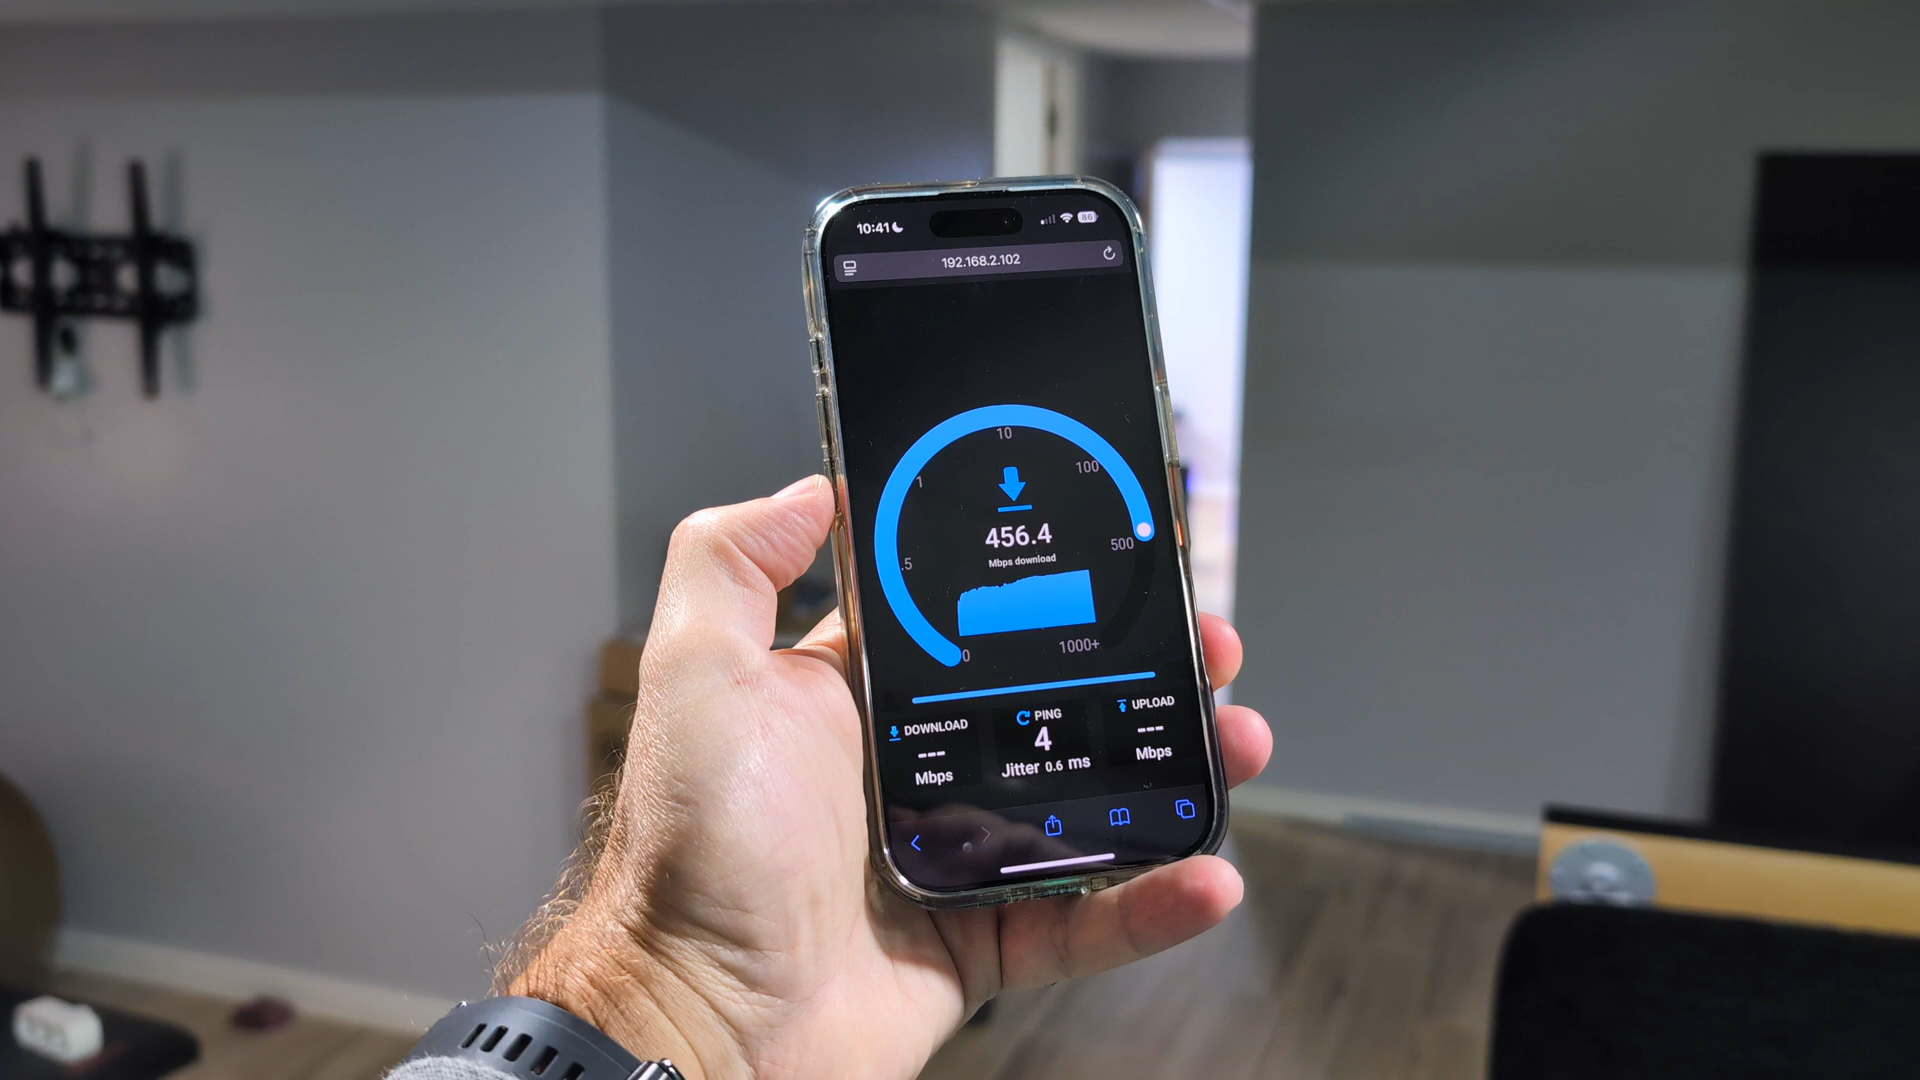 10:41
86
192.168.2.102
10
100
1
456.4
500
Mbps download
.5
0
1000+
DOWNLOAD
---
Mbps
PING
4
Jitter 0.6 ms
UPLOAD
---
Mbps